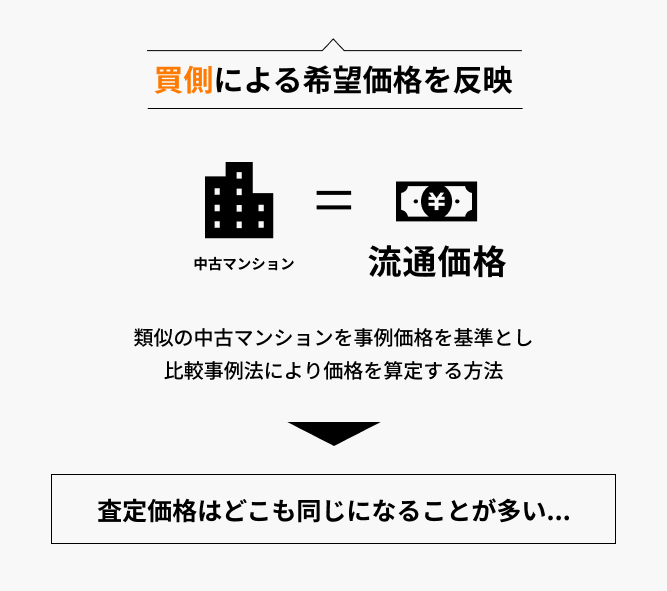 買側による希望価格を反映
中古マンション
=
¥
流通価格
類似の中古マンションを事例価格を基準とし
比較事例法により価格を算定する方法
査定価格はどこも同じになることが多い...